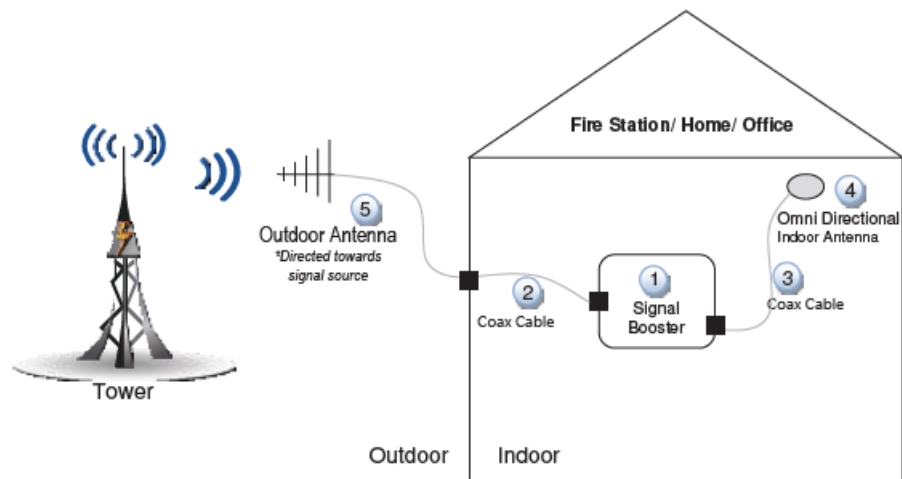 Fire Station/ Home/ Office
4
Omni Directional
Indoor Antenna
5
Outdoor Antenna
*Directed towards
signal source
2
Coax Cable
1
Signal
Booster
3
Coax Cable
Tower
Outdoor
Indoor